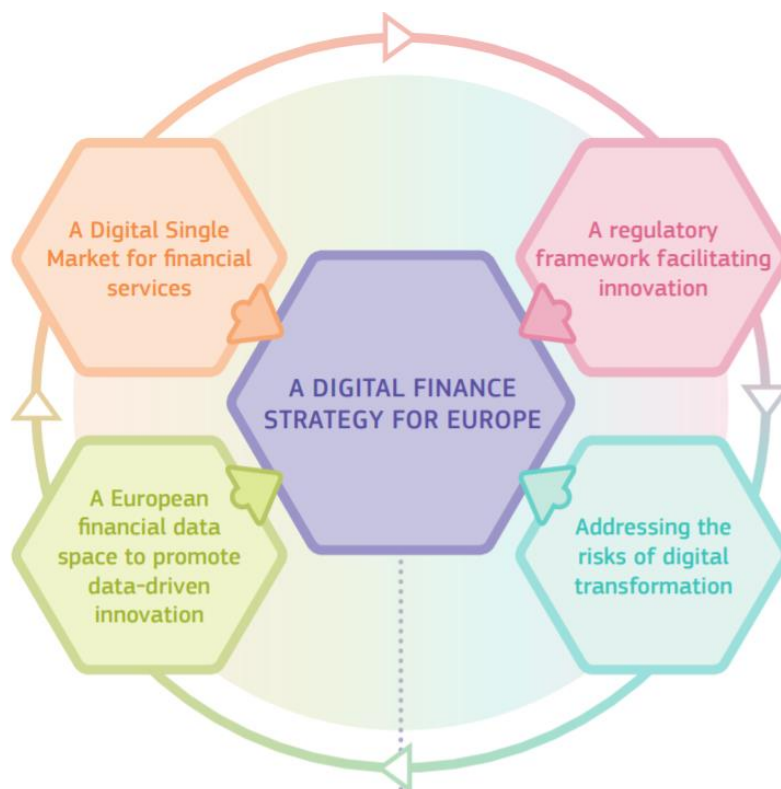 A Digital Single
Market for financial
services
A regulatory
framework facilitating
innovation
A DIGITAL FINANCE
STRATEGY FOR EUROPE
A European
financial data
space to promote
data-driven
innovation
Addressing the
risks of digital
transformation